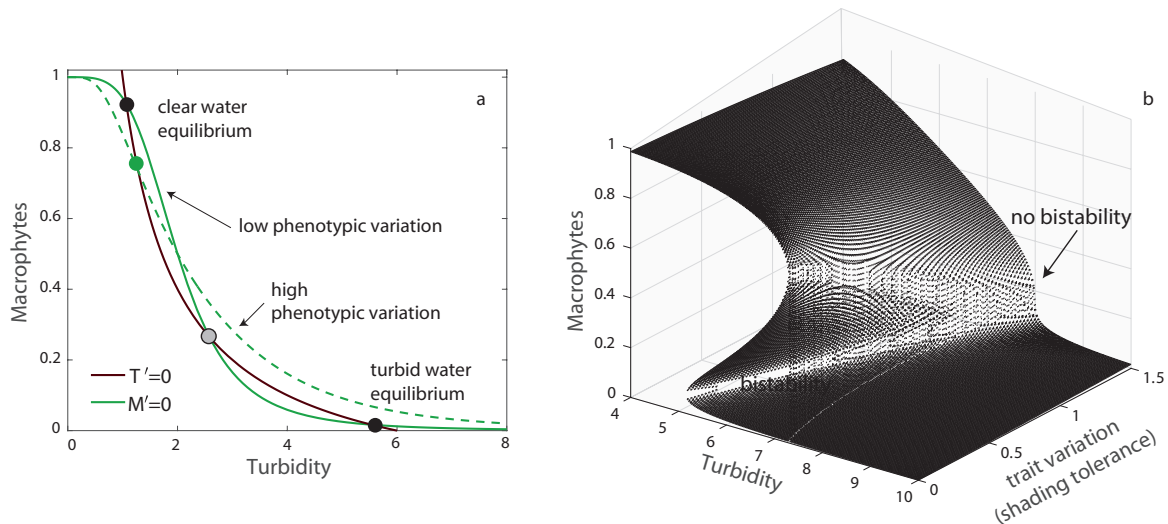 a
1
0.8
0.6
0.4
0.2
0
0
2
4
6
8
Macrophytes
Turbidity
clear water
equilibrium
low phenotypic variation
high
phenotypic variation
turbid water
equilibrium
T'=0
M'=0
b
1
0.8
0.6
0.4
0.2
0
Macrophytes
4
5
6
7
8
9
10
Turbidity
0
0.5
1
1.5
trait variation
(shading tolerance)
no bistability
bistability